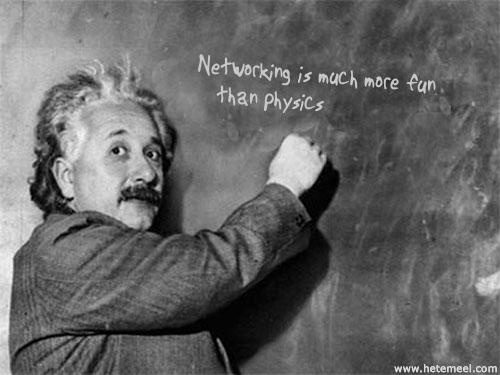 Networking is much more fun
than physics
www.hetemeel.com